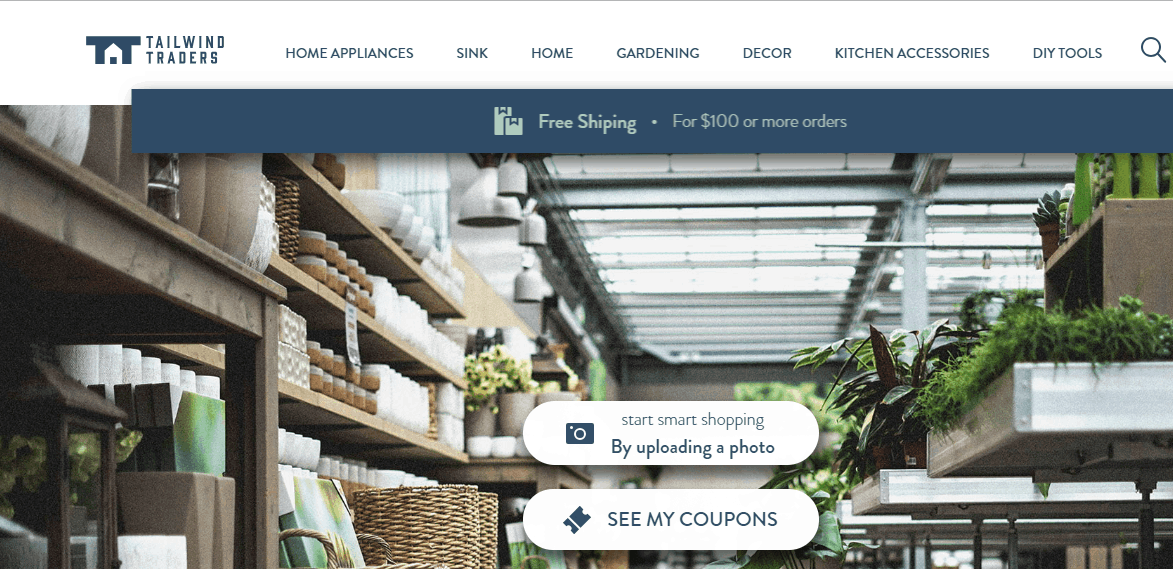 TAILWIND
TRADERS
HOME APPLIANCES
SINK
HOME
GARDENING
DECOR
KITCHEN ACCESSORIES
DIY TOOLS
Free Shiping • For $100 or more orders
start smart shopping
By uploading a photo
SEE MY COUPONS